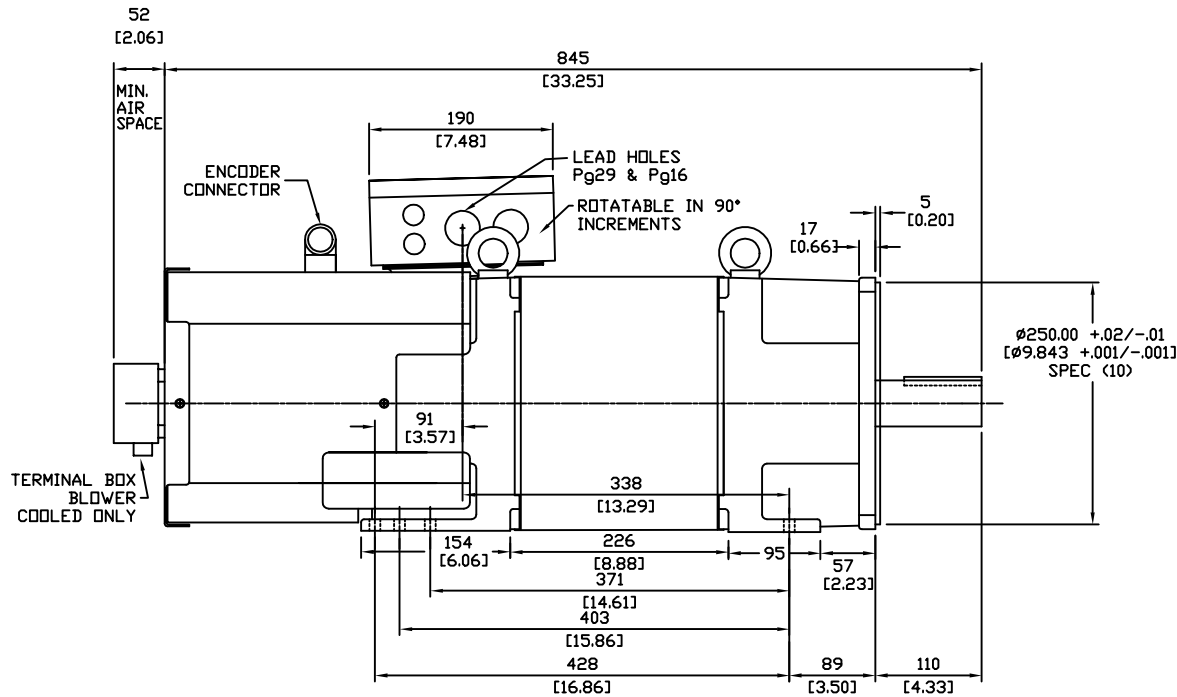 52
[2.06]
MIN.
AIR
SPACE
845
[33.25]
190
[7.48]
ENCODER
CONNECTOR
LEAD HOLES
Pg29 & Pg16
ROTATABLE IN 90°
INCREMENTS
5
[0.20]
17
[0.66]
Ø250.00 +.02/-.01
[Ø9.843 +.001/-.001]
SPEC (10)
91
[3.57]
TERMINAL BOX
BLOWER
COOLED ONLY
338
[13.29]
154
[6.06]
226
[8.88]
95
57
[2.23]
371
[14.61]
403
[15.86]
428
[16.86]
89
[3.50]
110
[4.33]